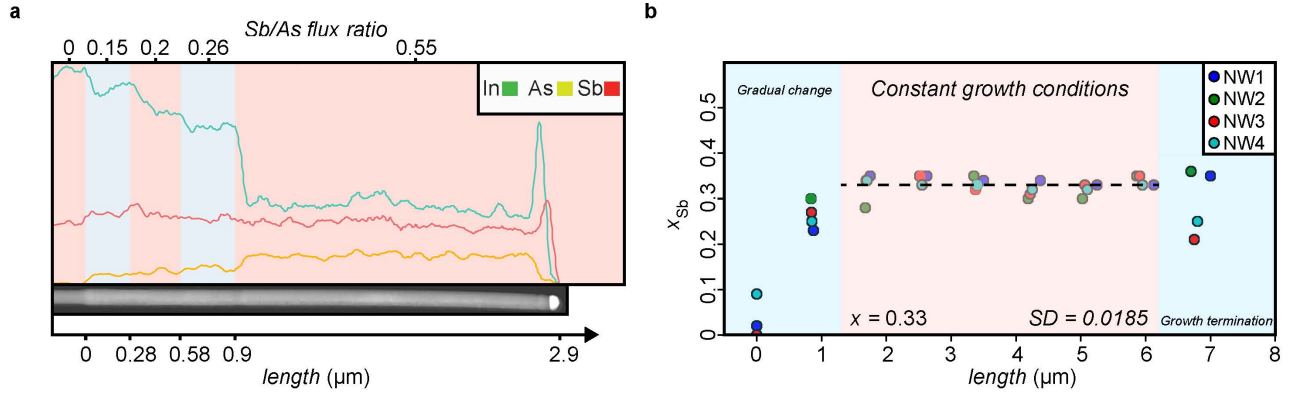 a
Sb/As flux ratio
0 0.15 0.2 0.26 0.55
In As Sb
0 0.28 0.58 0.9 2.9
length (μm)
b
Gradual change
Constant growth conditions
NW1
NW2
NW3
NW4
0.5
0.4
0.3
0.2
0.1
0
xSb
x = 0.33
SD = 0.0185
Growth termination
0 1 2 3 4 5 6 7 8
length (μm)